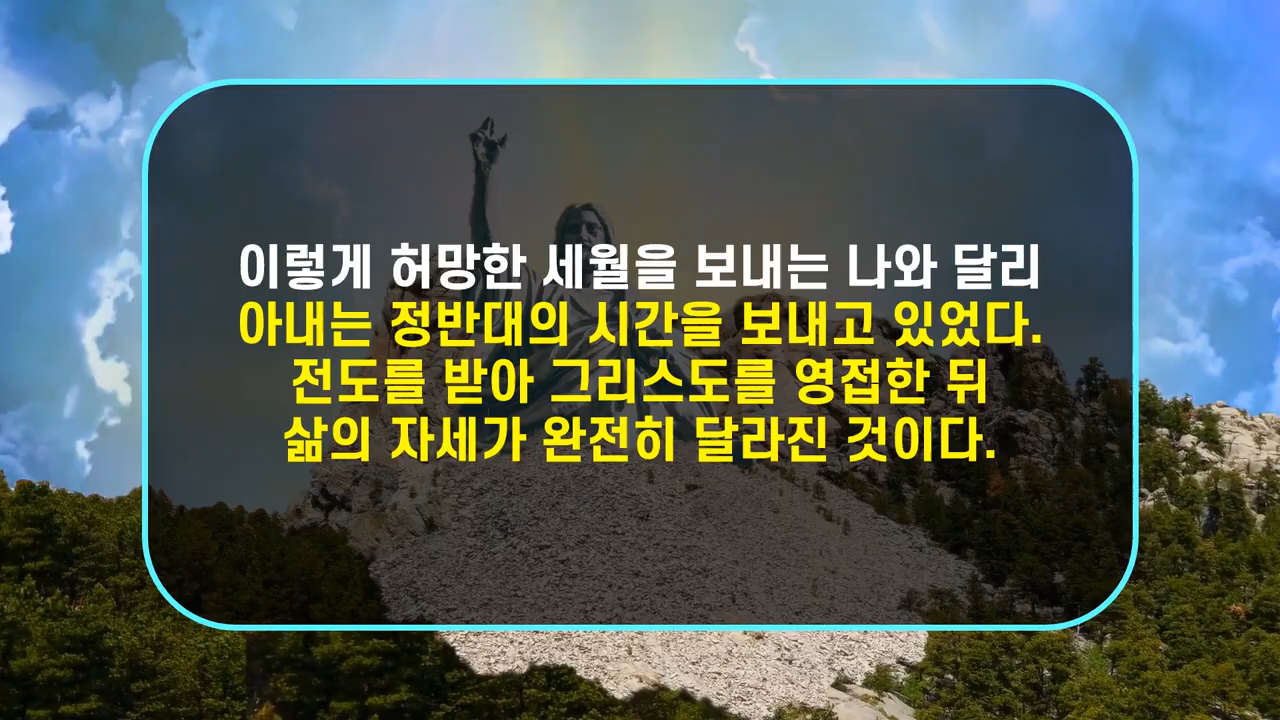 이렇게 허망한 세월을 보내는 나와 달리
아내는 정반대의 시간을 보내고 있었다.
전도를 받아 그리스도를 영접한 뒤
삶의 자세가 완전히 달라진 것이다.